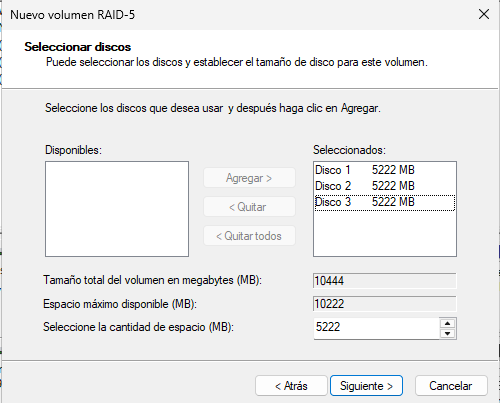 Nuevo volumen RAID-5
Seleccionar discos
Puede seleccionar los discos y establecer el tamaño de disco para este volumen.
Seleccione los discos que desea usar y después haga clic en Agregar.
Disponibles:
Seleccionados:
Agregar >
< Quitar
< Quitar todos
Disco 1 5222 MB
Disco 2 5222 MB
Disco 3 5222 MB
Tamaño total del volumen en megabytes (MB): 10444
Espacio máximo disponible (MB): 10222
Seleccione la cantidad de espacio (MB): 5222
< Atrás
Siguiente >
Cancelar